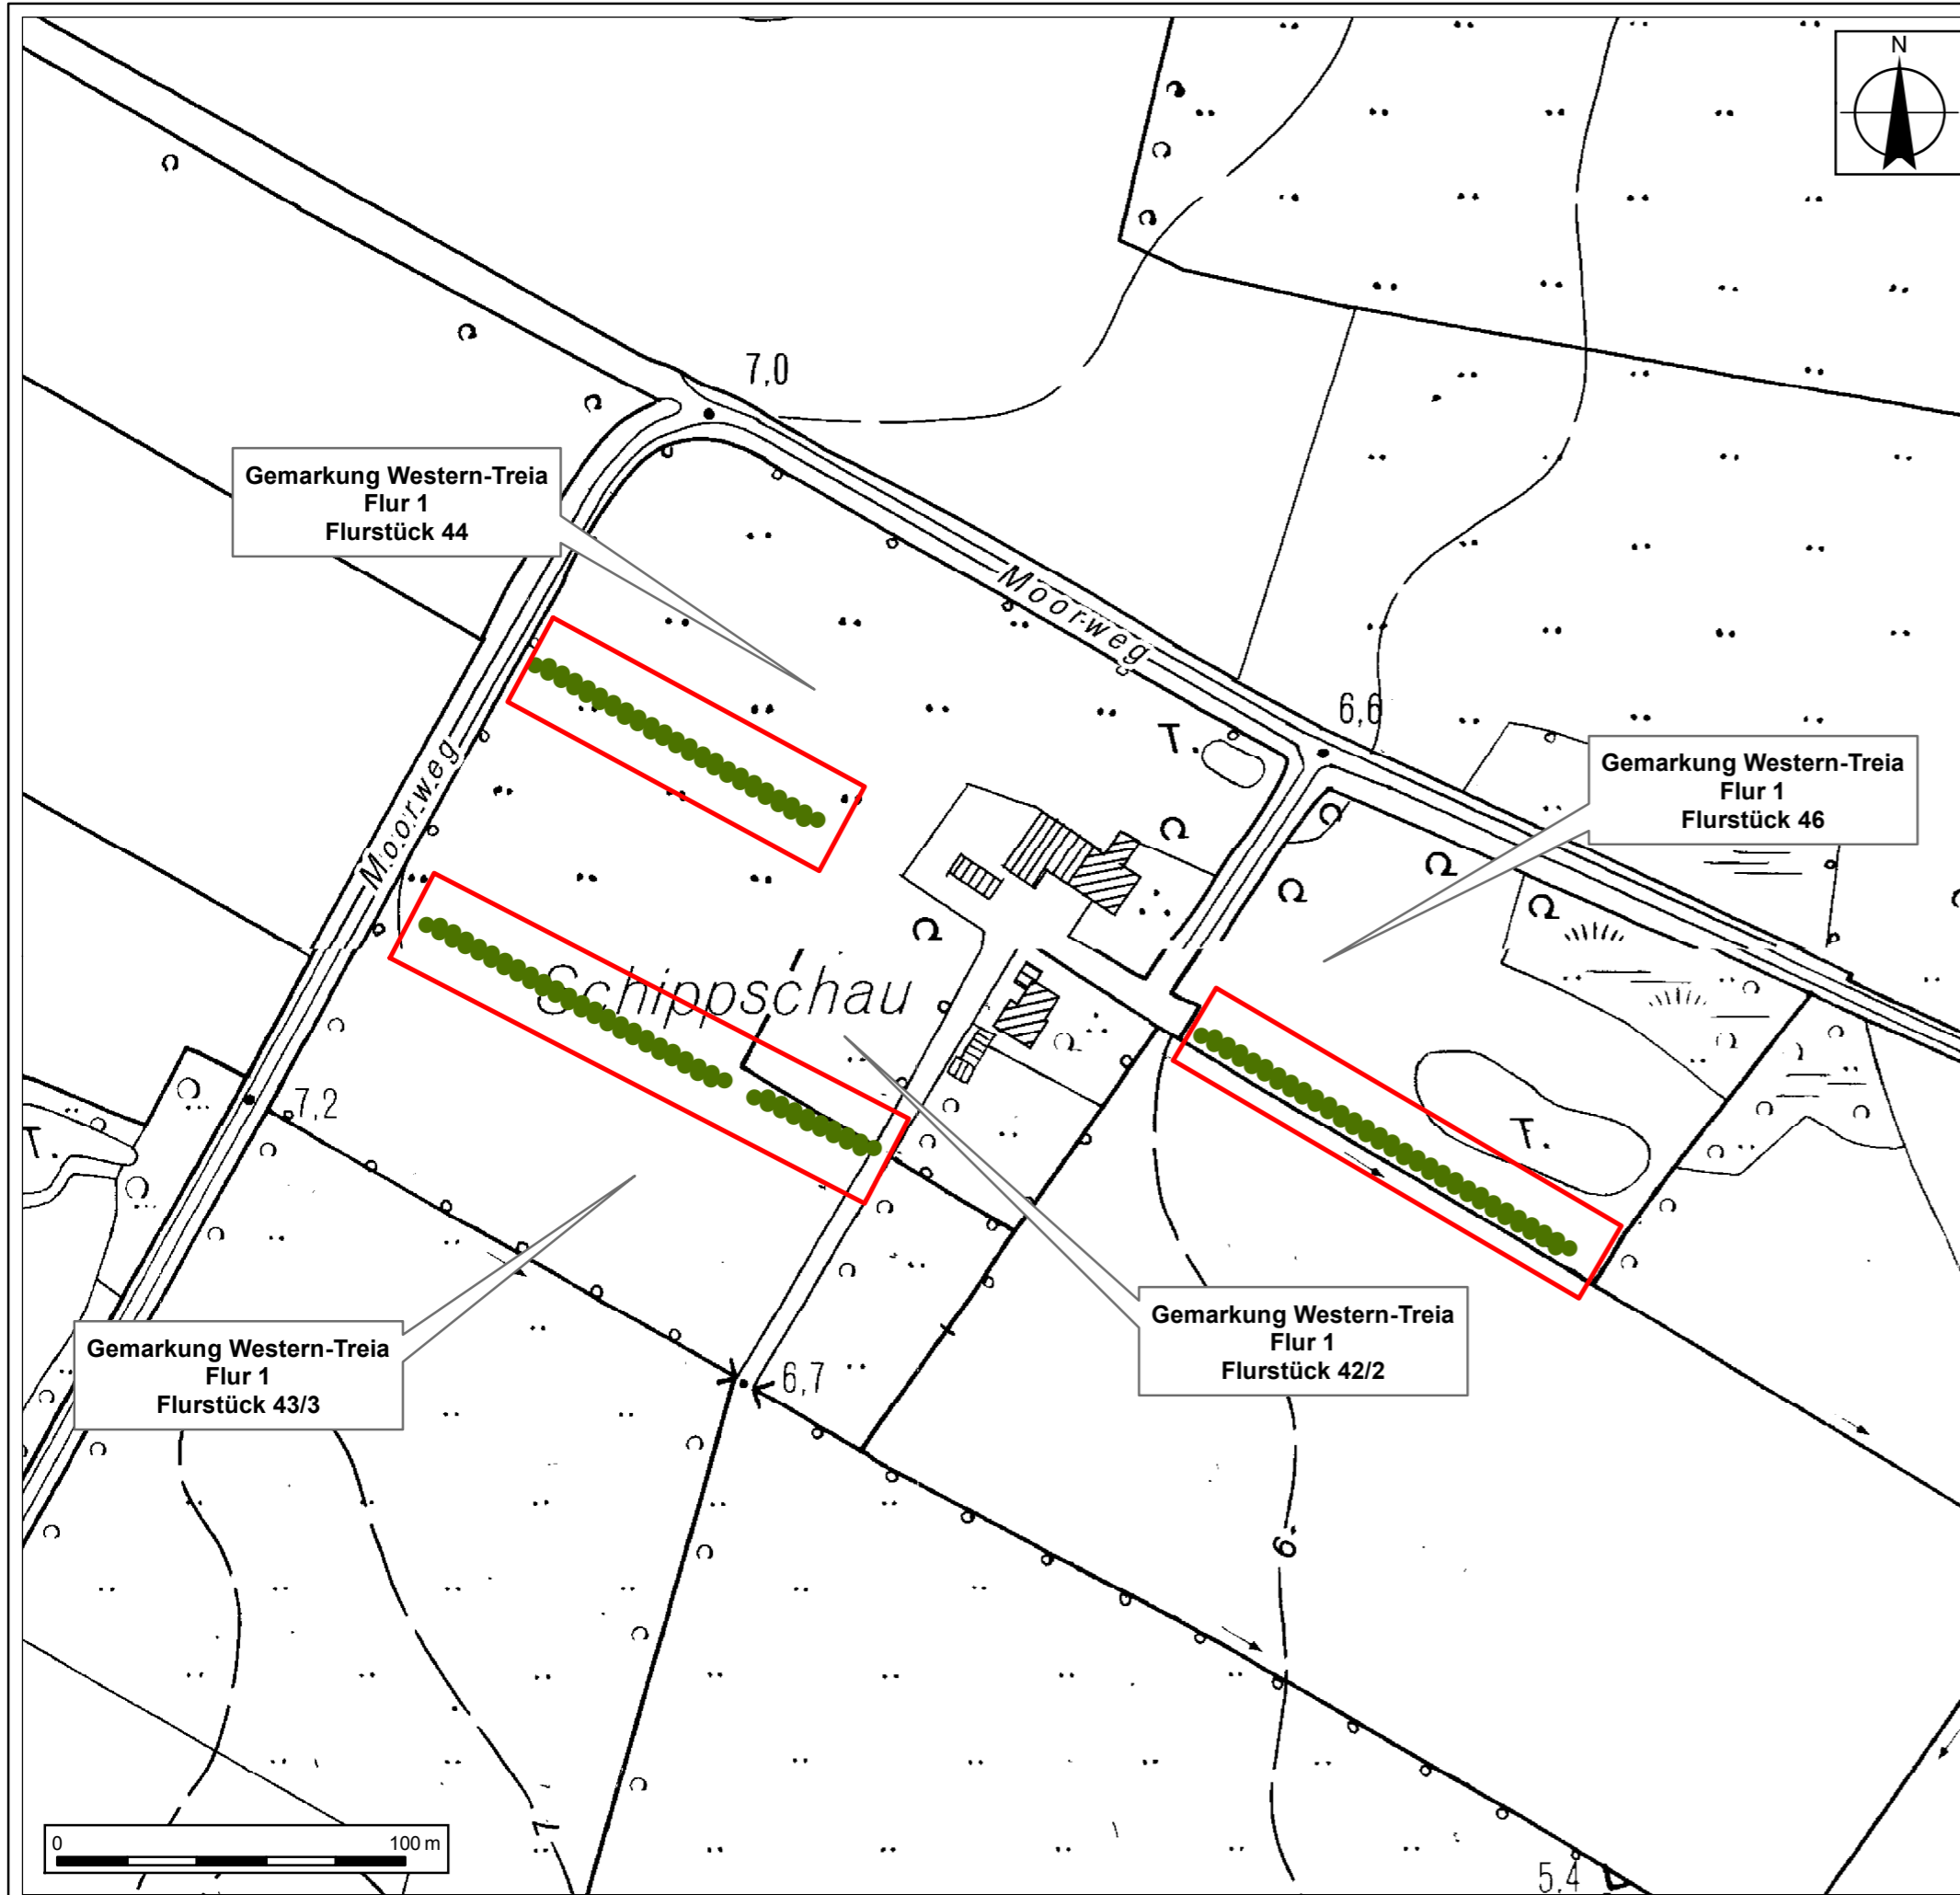 N
7,0
Gemarkung Western-Treia
Flur 1
Flurstück 44
Moorweg
6,6
Gemarkung Western-Treia
Flur 1
Flurstück 46
Moorweg
Schippschau
7,2
Gemarkung Western-Treia
Flur 1
Flurstück 42/2
Gemarkung Western-Treia
Flur 1
Flurstück 43/3
6,7
6
7
0 100 m
5,4